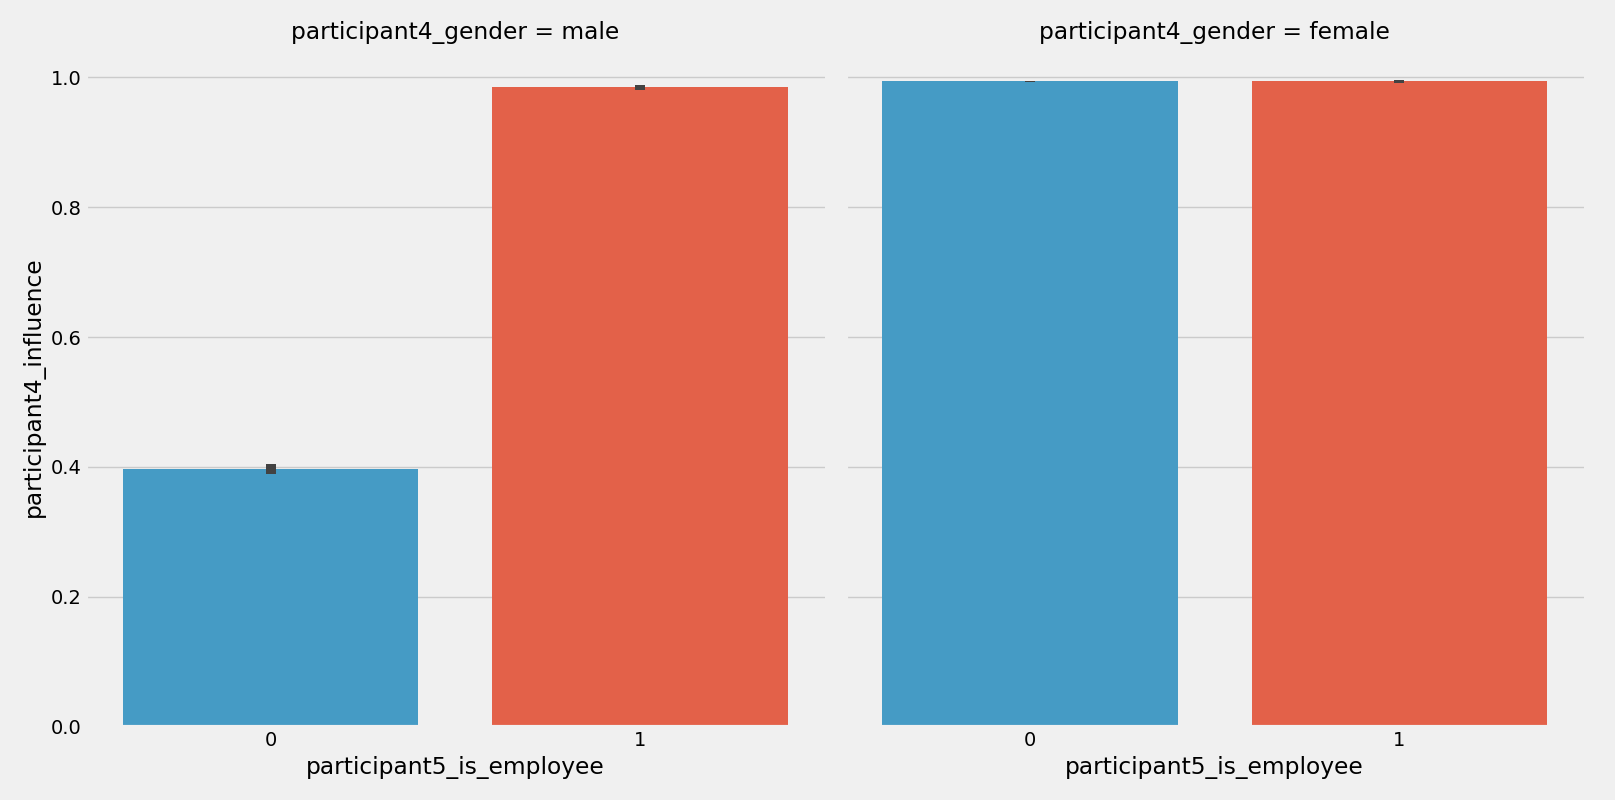 participant4_gender = male
participant4_gender = female
participant4_influence
1.0
0.8
0.6
0.4
0.2
0.0
0 1 0 1
participant5_is_employee participant5_is_employee